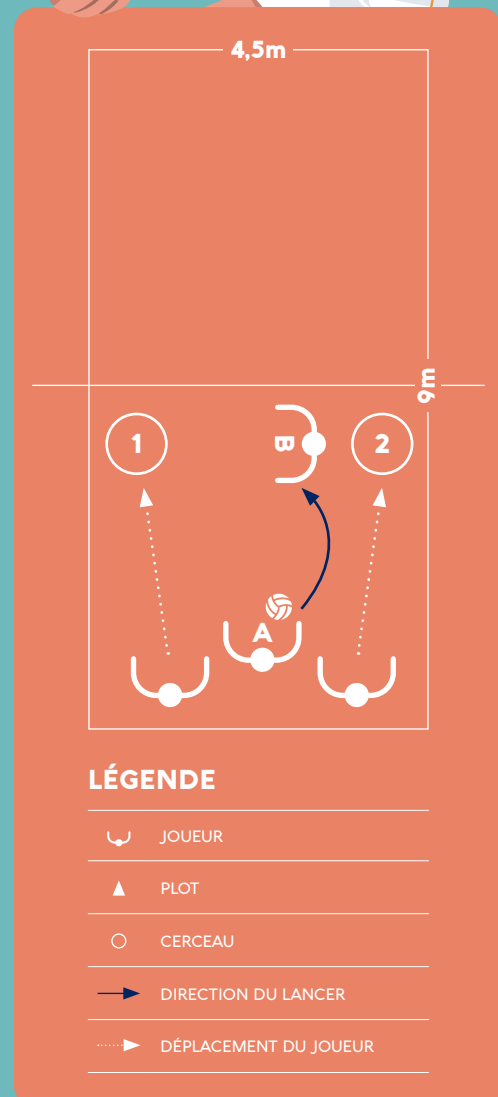 4,5m
9m
1
B
2
A
LÉGENDE
JOUEUR
PLOT
CERCEAU
DIRECTION DU LANCER
DÉPLACEMENT DU JOUEUR